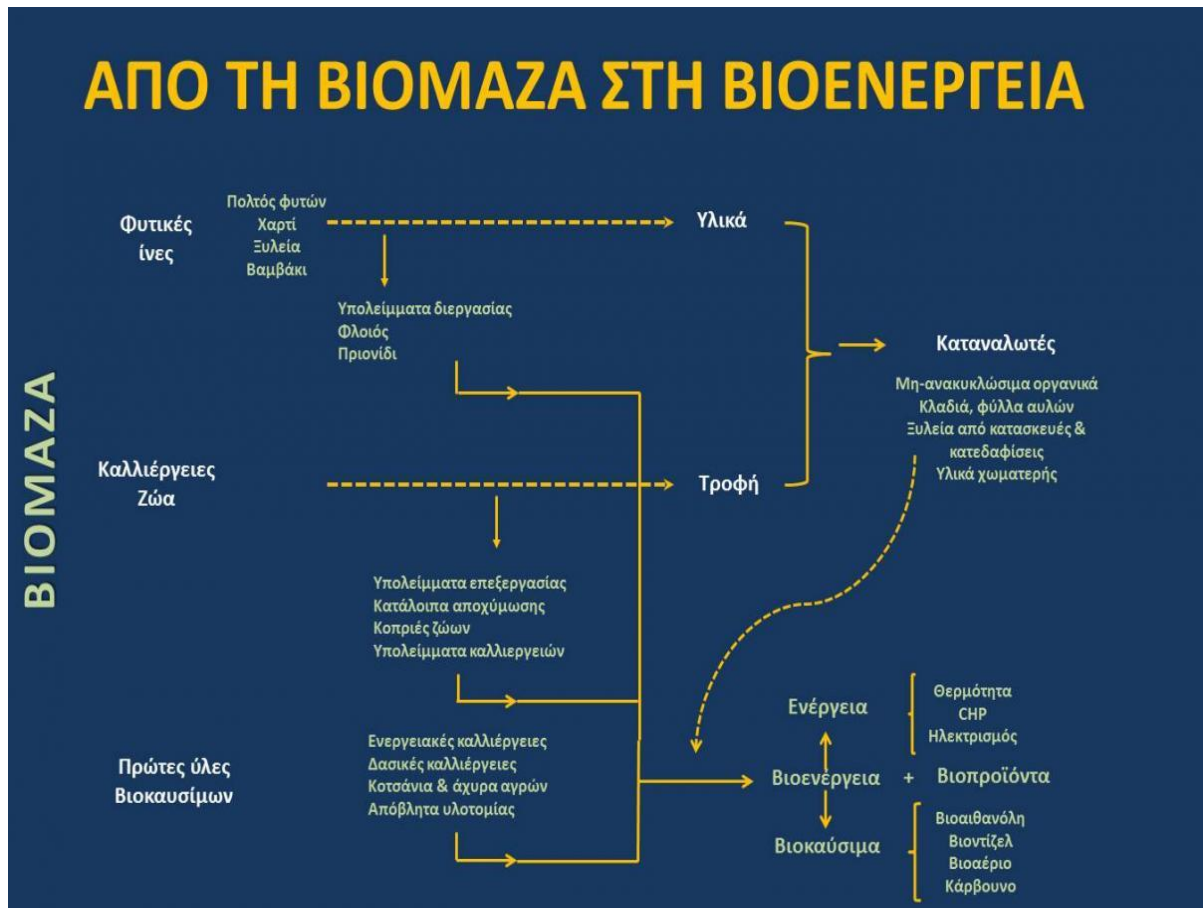 ΑΠΟ ΤΗ ΒΙΟΜΑΖΑ ΣΤΗ ΒΙΟΕΝΕΡΓΕΙΑ
ΒΙΟΜΑΖΑ
Φυτικές
ίνες
Πολτός φυτών
Χαρτί
Ξυλεία
Βαμβάκι
Υλικά
Υπολείμματα διεργασίας
Φλοιός
Πριονίδι
Καταναλωτές
Μη-ανακυκλώσιμα οργανικά
Κλαδιά, φύλλα αυλών
Ξυλεία από κατασκευές &
κατεδαφίσεις
Υλικά χωματερής
Καλλιέργειες
Ζώα
Τροφή
Υπολείμματα επεξεργασίας
Κατάλοιπα αποχύμωσης
Κοπριές ζώων
Υπολείμματα καλλιεργειών
Πρώτες ύλες
Βιοκαυσίμων
Ενεργειακές καλλιέργειες
Δασικές καλλιέργειες
Κοτσάνια & άχυρα αγρών
Απόβλητα υλοτομίας
Ενέργεια
Θερμότητα
CHP
Ηλεκτρισμός
Βιοενέργεια + Βιοπροϊόντα
Βιοκαύσιμα
Βιοαιθανόλη
Βιοντίζελ
Βιοαέριο
Κάρβουνο